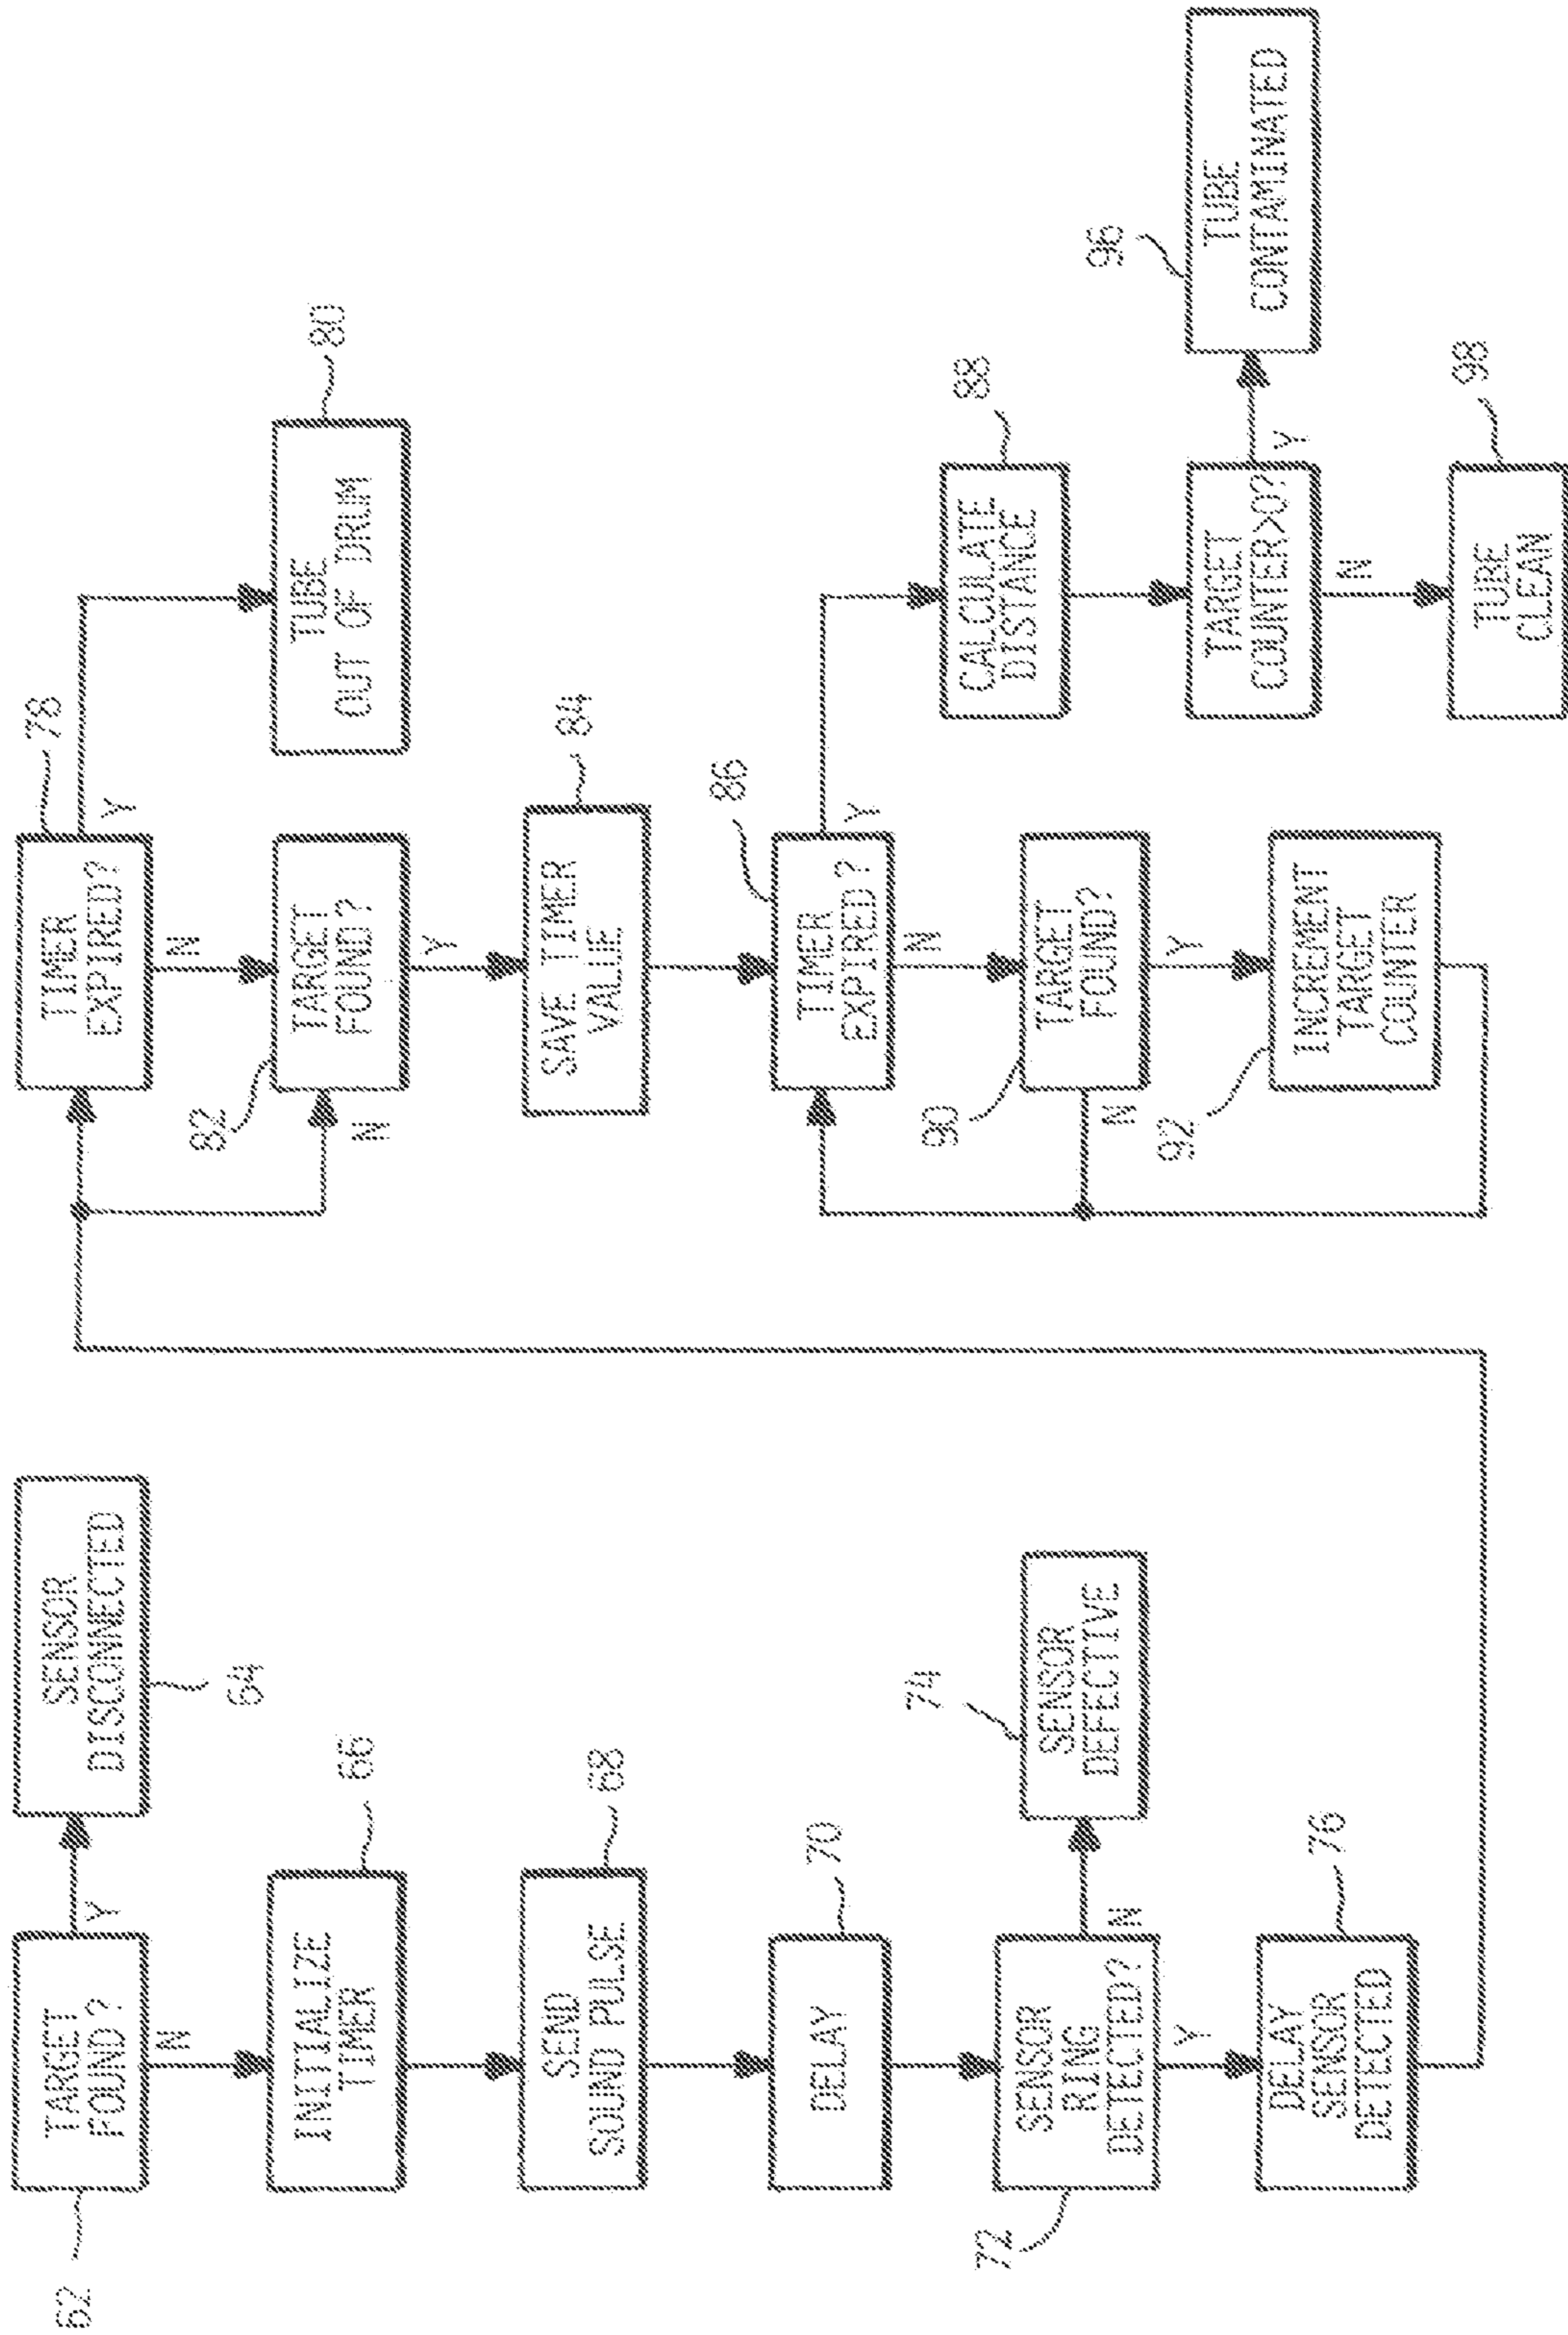 62
TARGET
FOUND?
Y
SENSOR
DISCONNECTED
64
N
INITIALIZE
TIMER
66
SEND
SOUND PULSE
68
DELAY
70
72
SENSOR
RING
DETECTED?
N
SENSOR
DEFECTIVE
74
Y
DELAY
SENSOR
DETECTED
76
TIMER
EXPIRED?
78
Y
TUBE
OUT OF DRUM
80
N
82
TARGET
FOUND?
N
Y
SAVE TIMER
VALUE
84
TIMER
EXPIRED?
86
Y
N
CALCULATE
DISTANCE
88
90
TARGET
FOUND?
N
Y
92
INCREMENT
TARGET
COUNTER
TARGET
COUNTER>0?
Y
TUBE
CONTAMINATED
96
N
TUBE
CLEAN
98